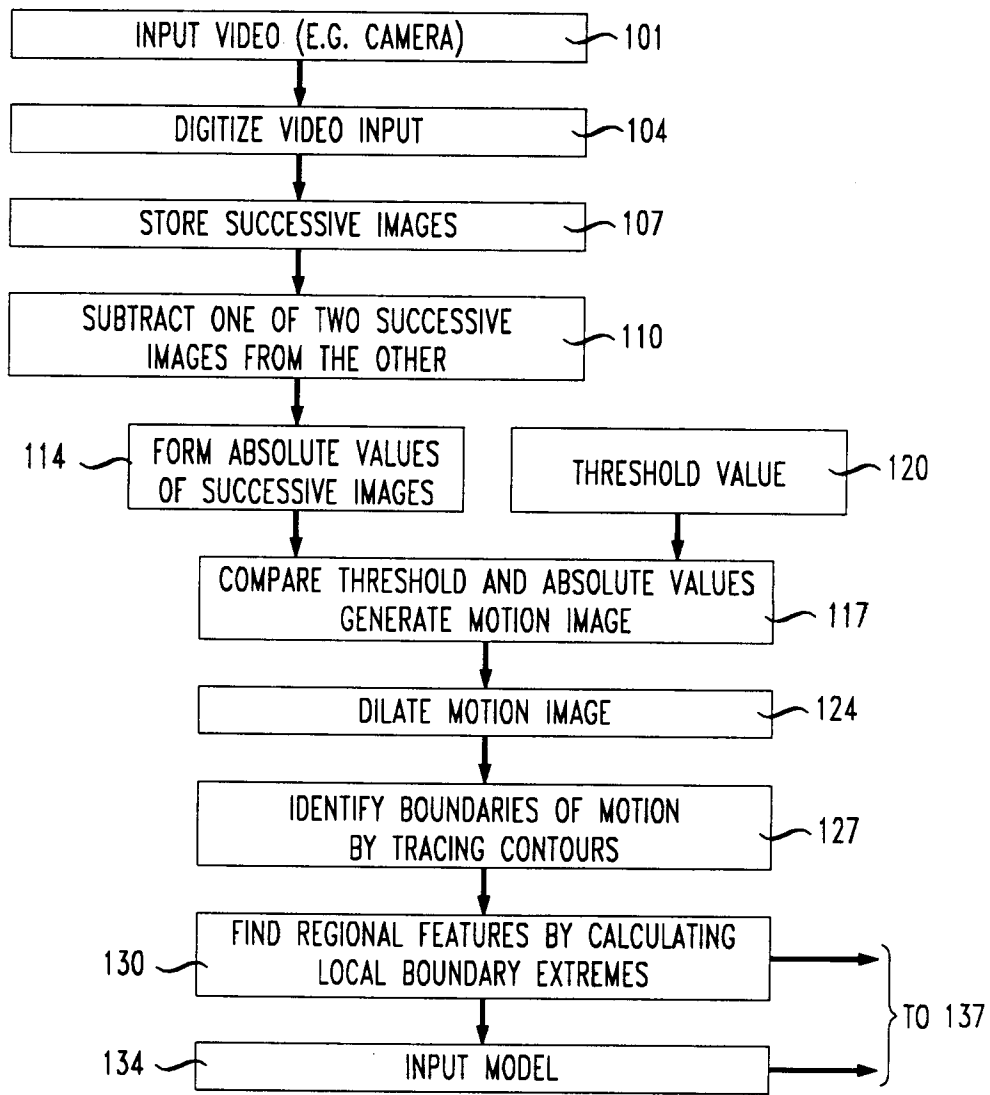 INPUT VIDEO (E.G. CAMERA)
101
DIGITIZE VIDEO INPUT
104
STORE SUCCESSIVE IMAGES
107
SUBTRACT ONE OF TWO SUCCESSIVE
IMAGES FROM THE OTHER
110
114
FORM ABSOLUTE VALUES
OF SUCCESSIVE IMAGES
THRESHOLD VALUE
120
COMPARE THRESHOLD AND ABSOLUTE VALUES
GENERATE MOTION IMAGE
117
DILATE MOTION IMAGE
124
IDENTIFY BOUNDARIES OF MOTION
BY TRACING CONTOURS
127
130
FIND REGIONAL FEATURES BY CALCULATING
LOCAL BOUNDARY EXTREMES
TO 137
134
INPUT MODEL